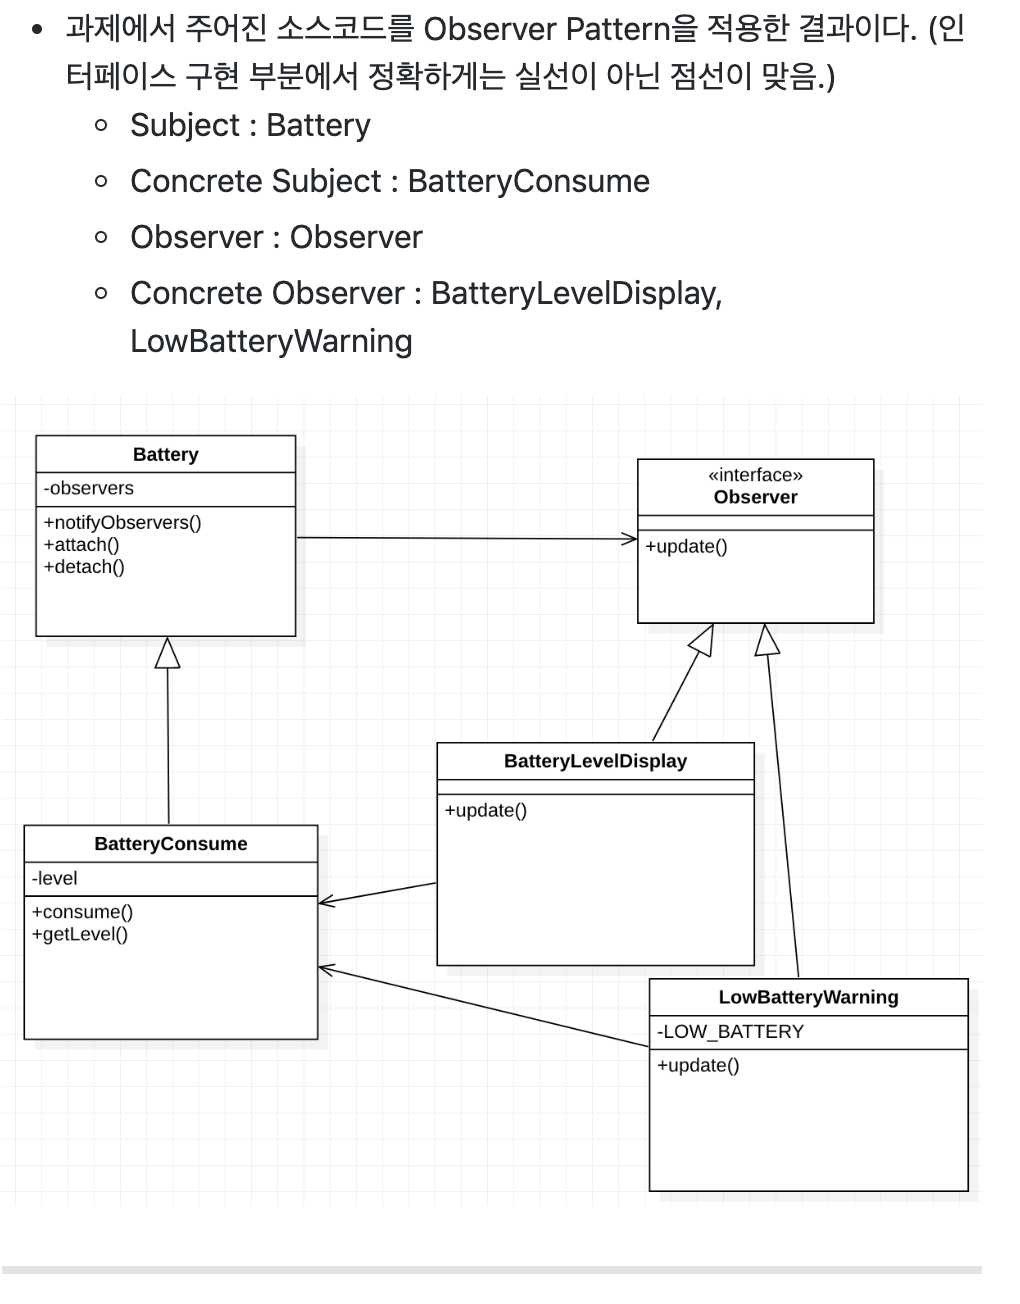 과제에서 주어진 소스코드를 Observer Pattern을 적용한 결과이다. (인
터페이스 구현 부분에서 정확하게는 실선이 아닌 점선이 맞음.)
Subject : Battery
Concrete Subject : BatteryConsume
Observer : Observer
Concrete Observer : BatteryLevelDisplay,
LowBatteryWarning
Battery
-observers
+notifyObservers()
+attach()
+detach()
«interface»
Observer
+update()
BatteryLevelDisplay
+update()
BatteryConsume
-level
+consume()
+getLevel()
LowBatteryWarning
-LOW_BATTERY
+update()